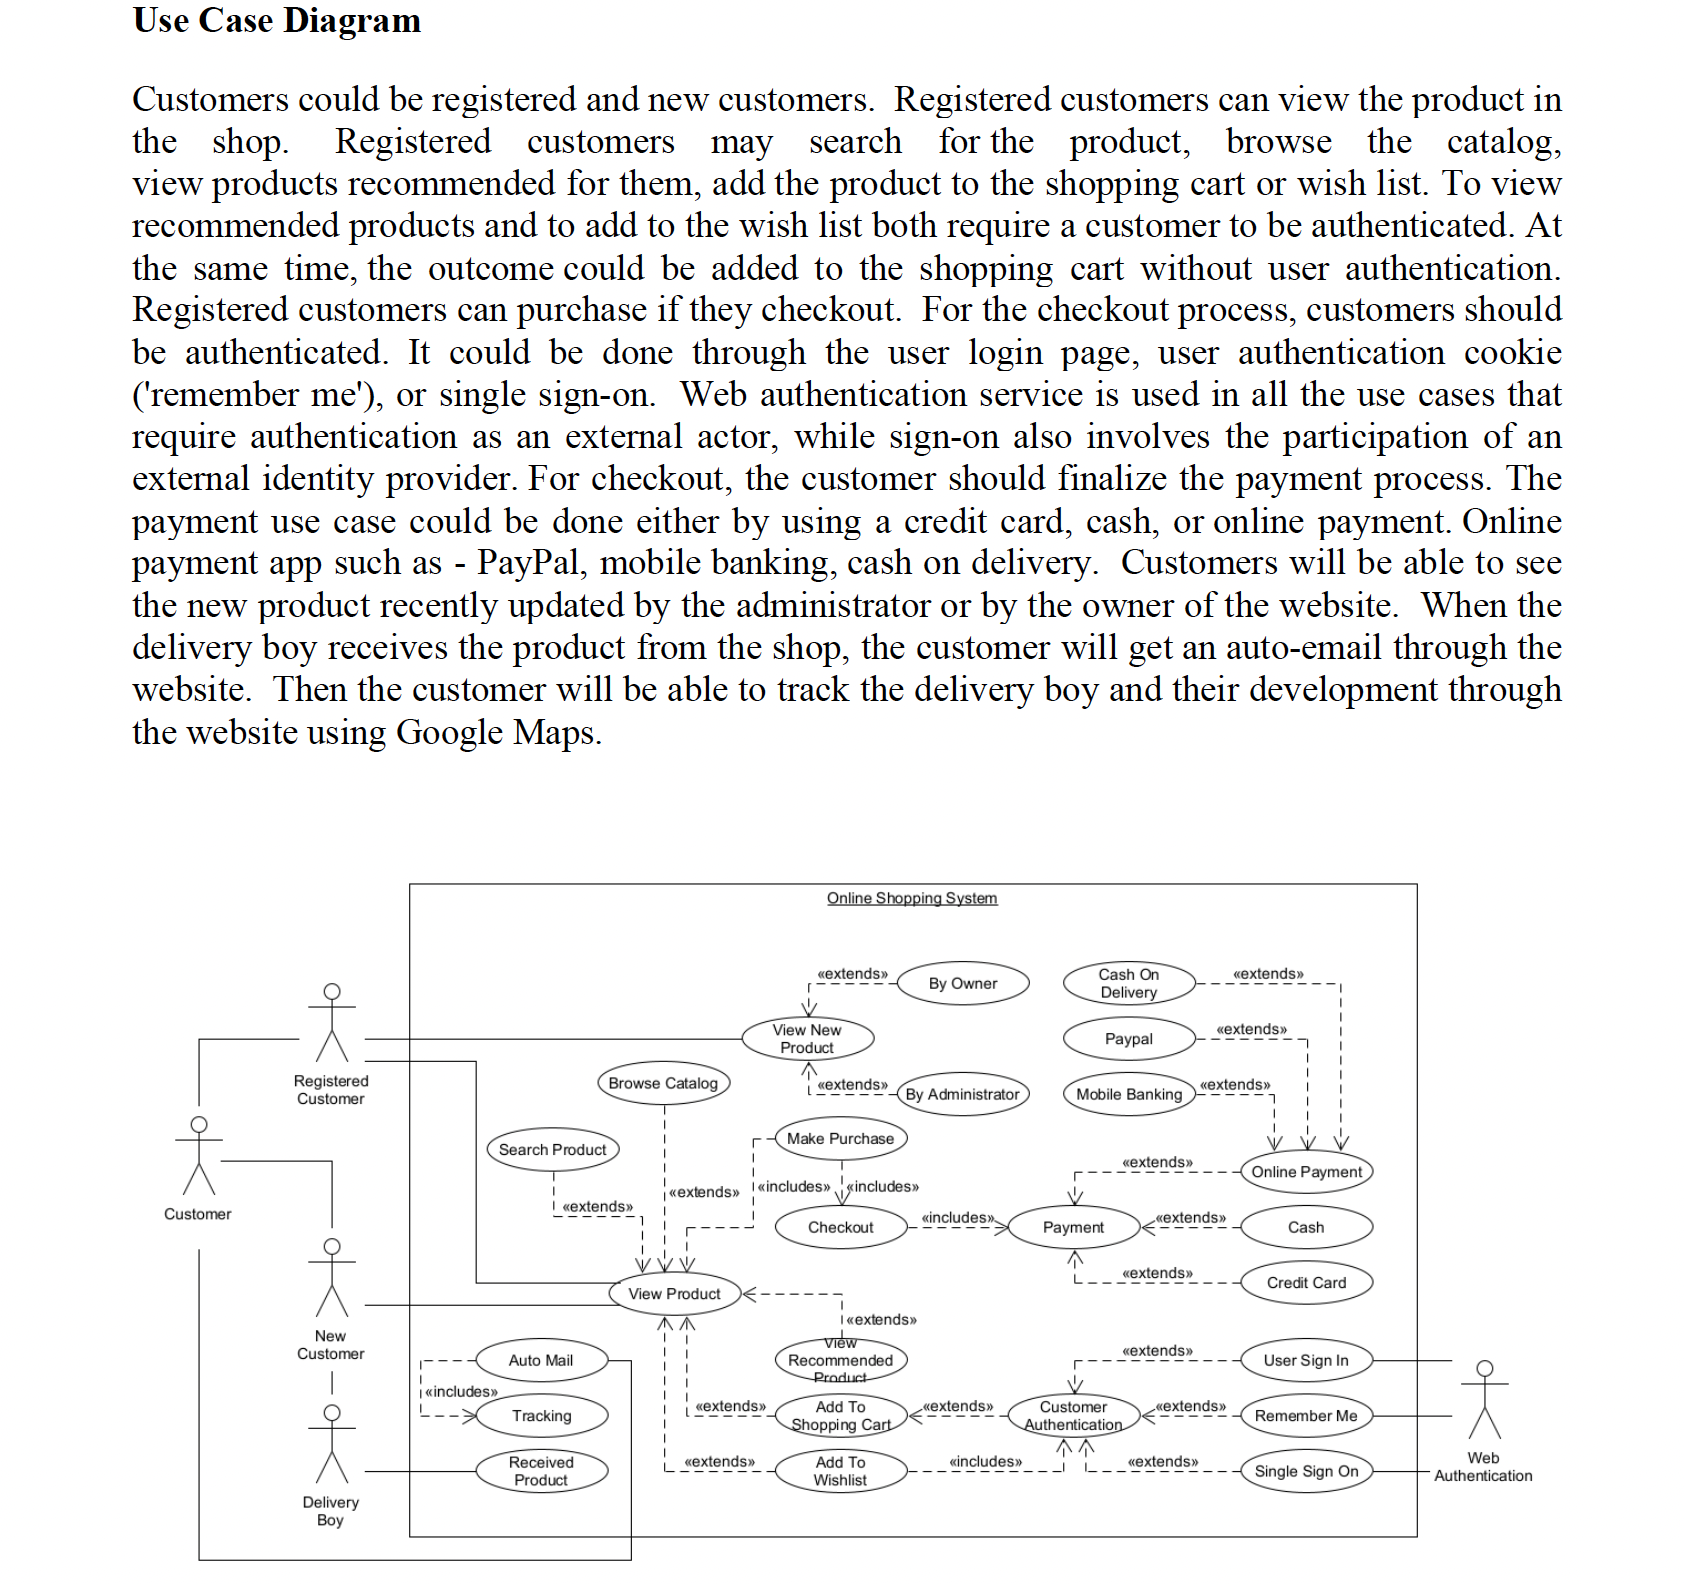 Use Case Diagram
Customers could be registered and new customers. Registered customers can view the product in
the shop. Registered customers may search for the product, browse the catalog,
view products recommended for them, add the product to the shopping cart or wish list. To view
recommended products and to add to the wish list both require a customer to be authenticated. At
the same time, the outcome could be added to the shopping cart without user authentication.
Registered customers can purchase if they checkout. For the checkout process, customers should
be authenticated. It could be done through the user login page, user authentication cookie
('remember me'), or single sign-on. Web authentication service is used in all the use cases that
require authentication as an external actor, while sign-on also involves the participation of an
external identity provider. For checkout, the customer should finalize the payment process. The
payment use case could be done either by using a credit card, cash, or online payment. Online
payment app such as - PayPal, mobile banking, cash on delivery. Customers will be able to see
the new product recently updated by the administrator or by the owner of the website. When the
delivery boy receives the product from the shop, the customer will get an auto-email through the
website. Then the customer will be able to track the delivery boy and their development through
the website using Google Maps.
Online Shopping System
«extends»
By Owner
Cash On
Delivery
«extends»
View New
Product
Paypal
«extends»
Registered
Customer
Browse Catalog
«extends»
By Administrator
Mobile Banking
«extends»
Search Product
Make Purchase
«extends»
Online Payment
«extends»
«extends»
«includes»
«includes»
Customer
Checkout
«includes»
Payment
«extends»
Cash
«extends»
Credit Card
View Product
«extends»
New
Customer
Auto Mail
View
Recommended
Product
«extends»
User Sign In
«includes»
Tracking
«extends»
Add To
Shopping Cart
«extends»
Customer
Authentication
«extends»
Remember Me
Received
Product
«extends»
Add To
Wishlist
«includes»
«extends»
Single Sign On
Web
Authentication
Delivery
Boy